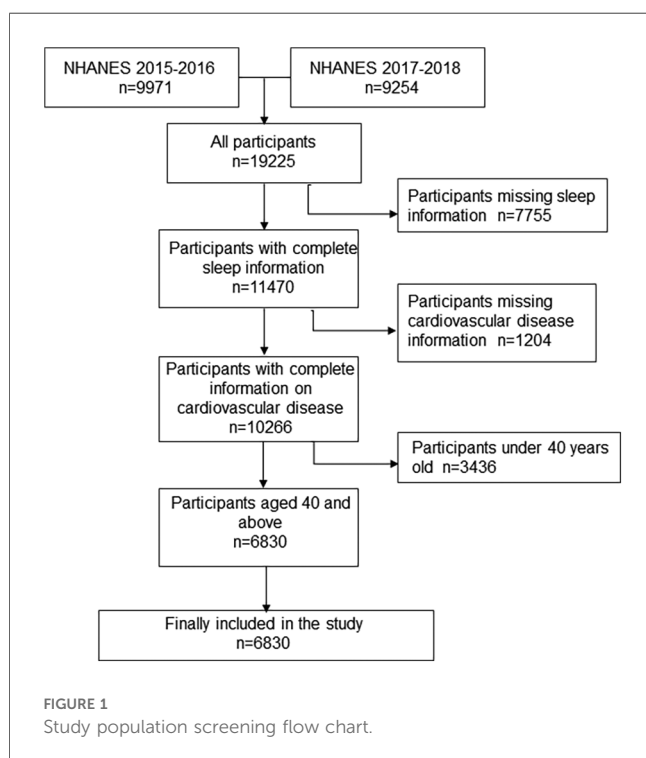 NHANES 2015-2016
n=9971
NHANES 2017-2018
n=9254
All participants
n=19225
Participants missing sleep
information n=7755
Participants with complete
sleep information
n=11470
Participants missing
cardiovascular disease
information n=1204
Participants with complete
information on
cardiovascular disease
n=10266
Participants under 40 years
old n=3436
Participants aged 40 and
above
n=6830
Finally included in the study
n=6830
FIGURE 1
Study population screening flow chart.